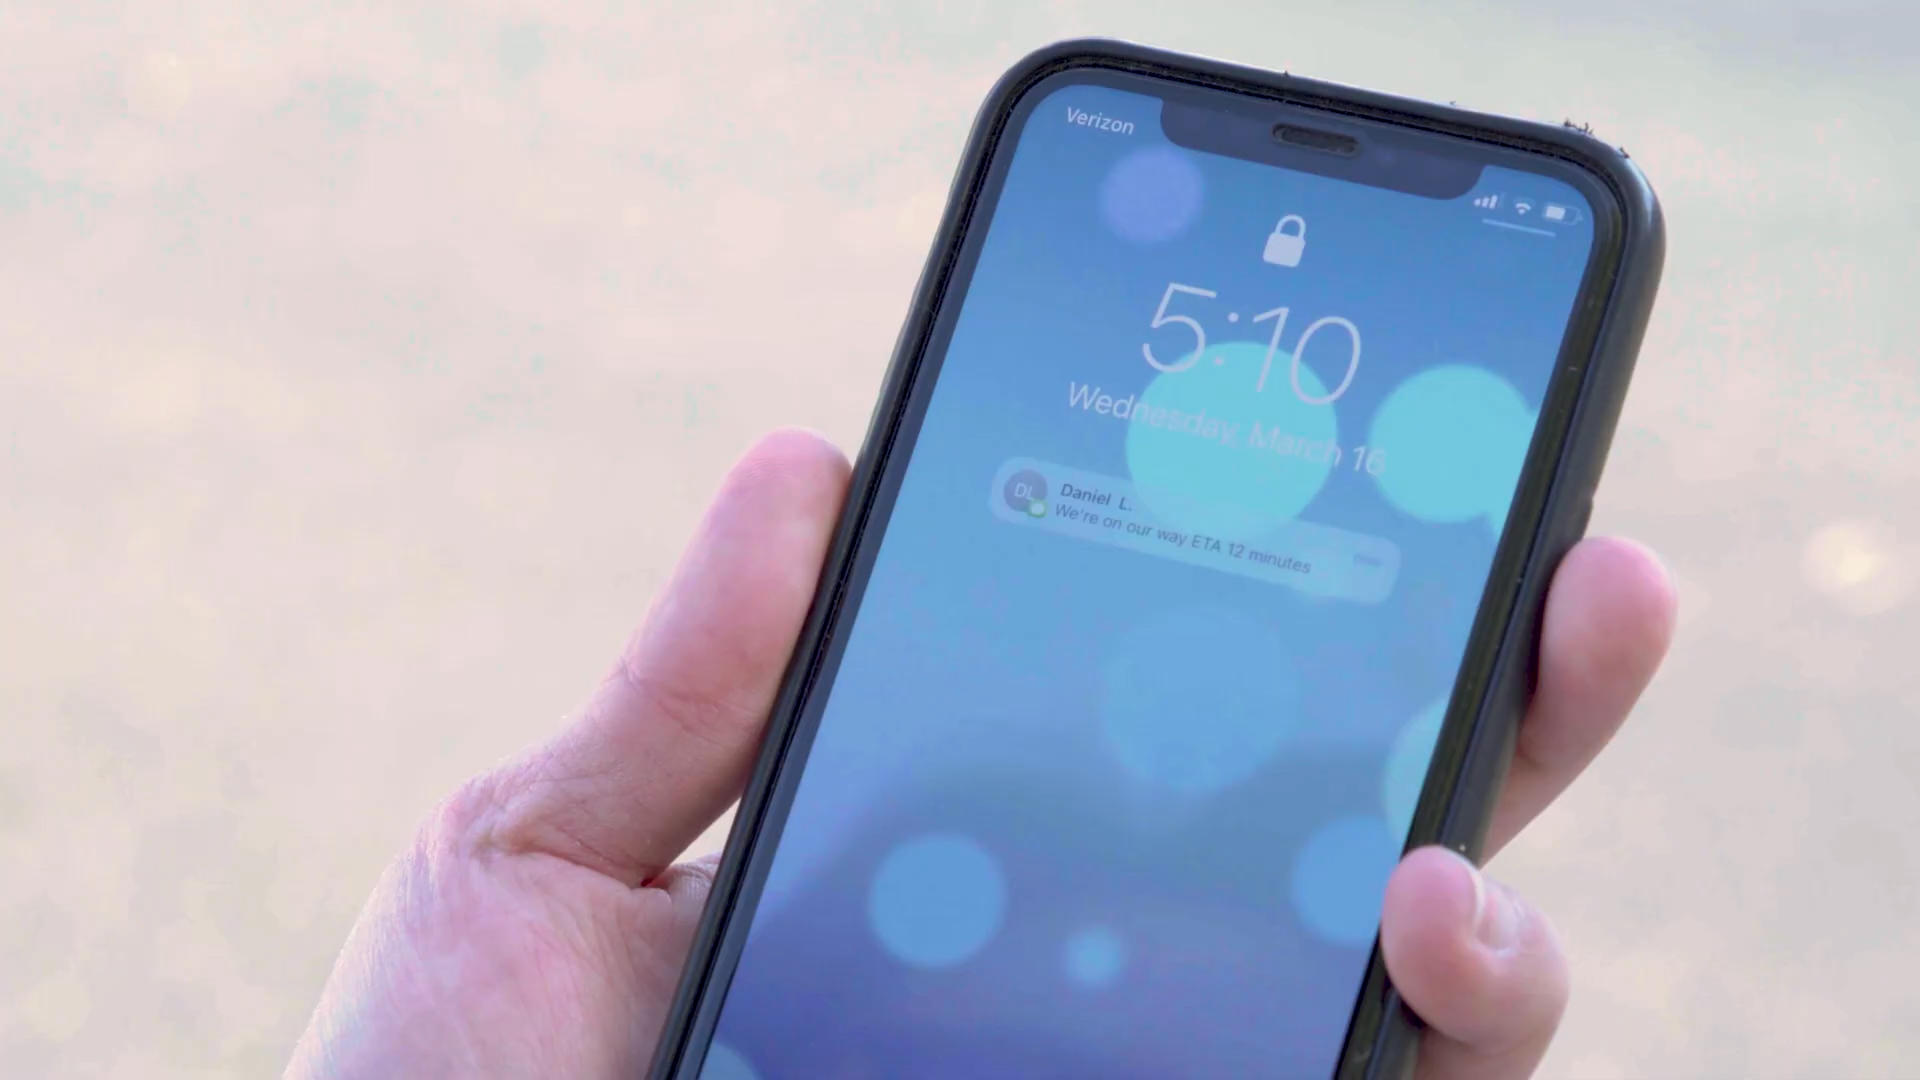 Verizon
5:10
Wednesday, March 16
DL
Daniel L.
We're on our way ETA 12 minutes